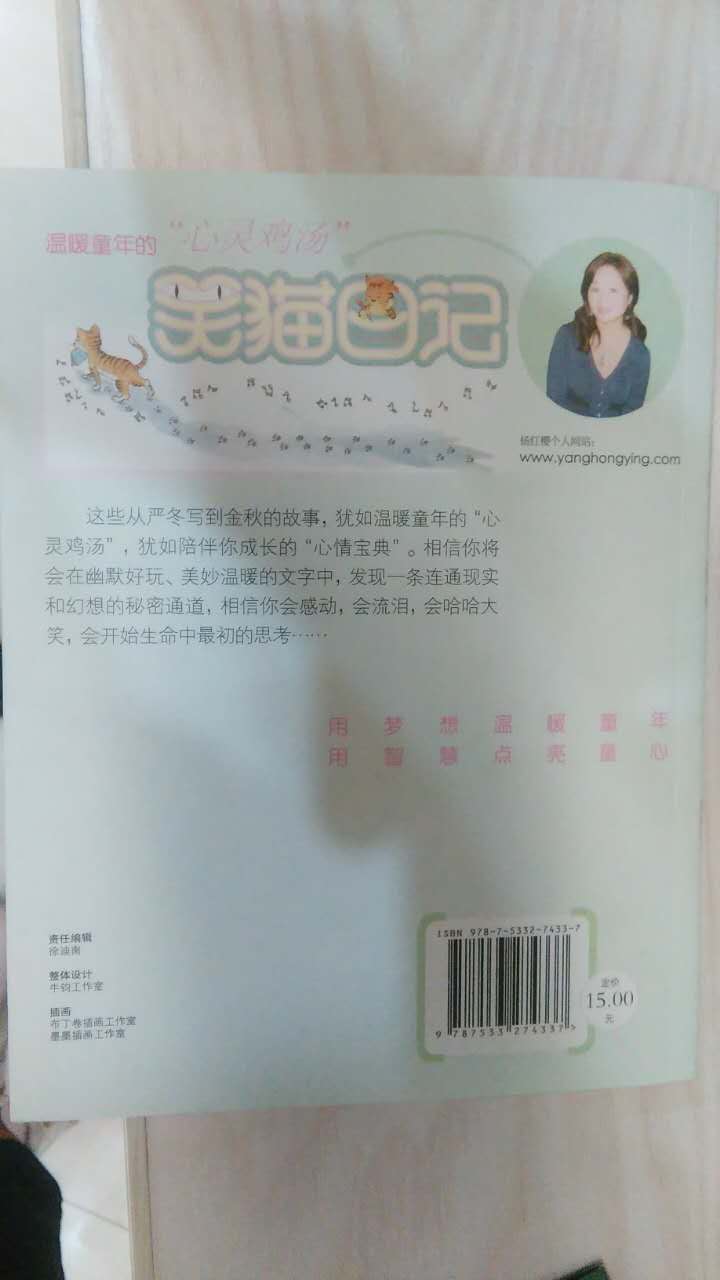 温暖童年的“心灵鸡汤”
笑猫日记
杨红樱个人网站：
www.yanghongying.com
这些从严冬写到金秋的故事，犹如温暖童年的“心
灵鸡汤”，犹如陪伴你成长的“心情宝典”。相信你将
会在幽默好玩、美妙温暖的文字中，发现一条连通现实
和幻想的秘密通道，相信你会感动，会流泪，会哈哈大
笑，会开始生命中最初的思考……
用梦想温暖童年
用智慧点亮童心
责任编辑
徐迪南
整体设计
牛钧工作室
插画
布丁卷插画工作室
墨墨插画工作室
ISBN 978-7-5332-7433-7
9 787533 274337>
定价
15.00
元